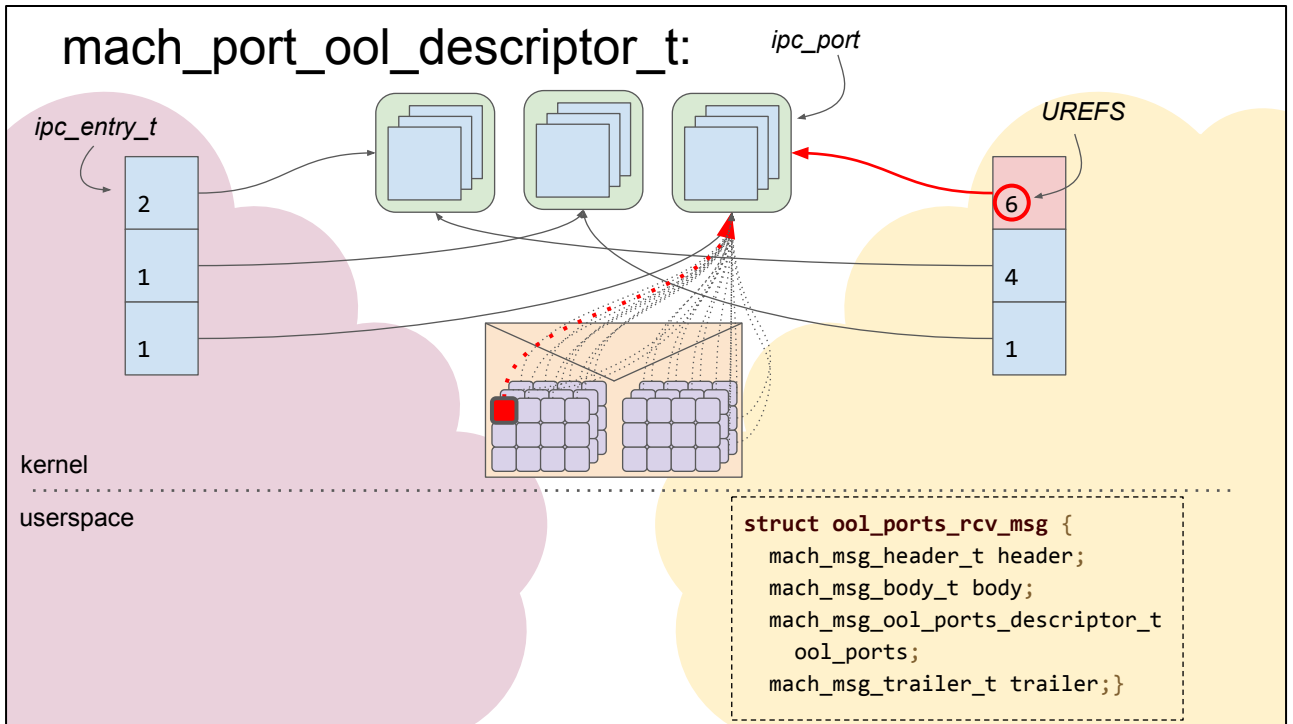 mach_port_ool_descriptor_t:
ipc_port
ipc_entry_t
UREFS
2
1
1
6
4
1
kernel
userspace
struct ool_ports_rcv_msg {
mach_msg_header_t header;
mach_msg_body_t body;
mach_msg_ool_ports_descriptor_t
ool_ports;
mach_msg_trailer_t trailer;}